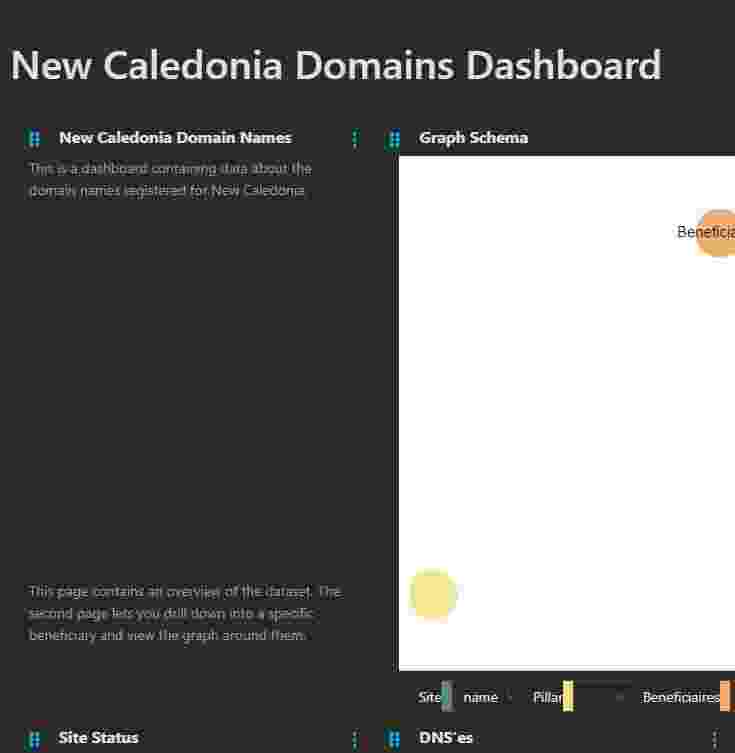 New Caledonia Domains Dashboard
New Caledonia Domain Names
This is a dashboard containing data about the
domain names registered for New Caledonia.
This page contains an overview of the dataset. The
second page lets you drill down into a specific
beneficiary and view the graph around them.
Graph Schema
Beneficia
Site name Pillar Beneficiaires
Site Status
DNS'es